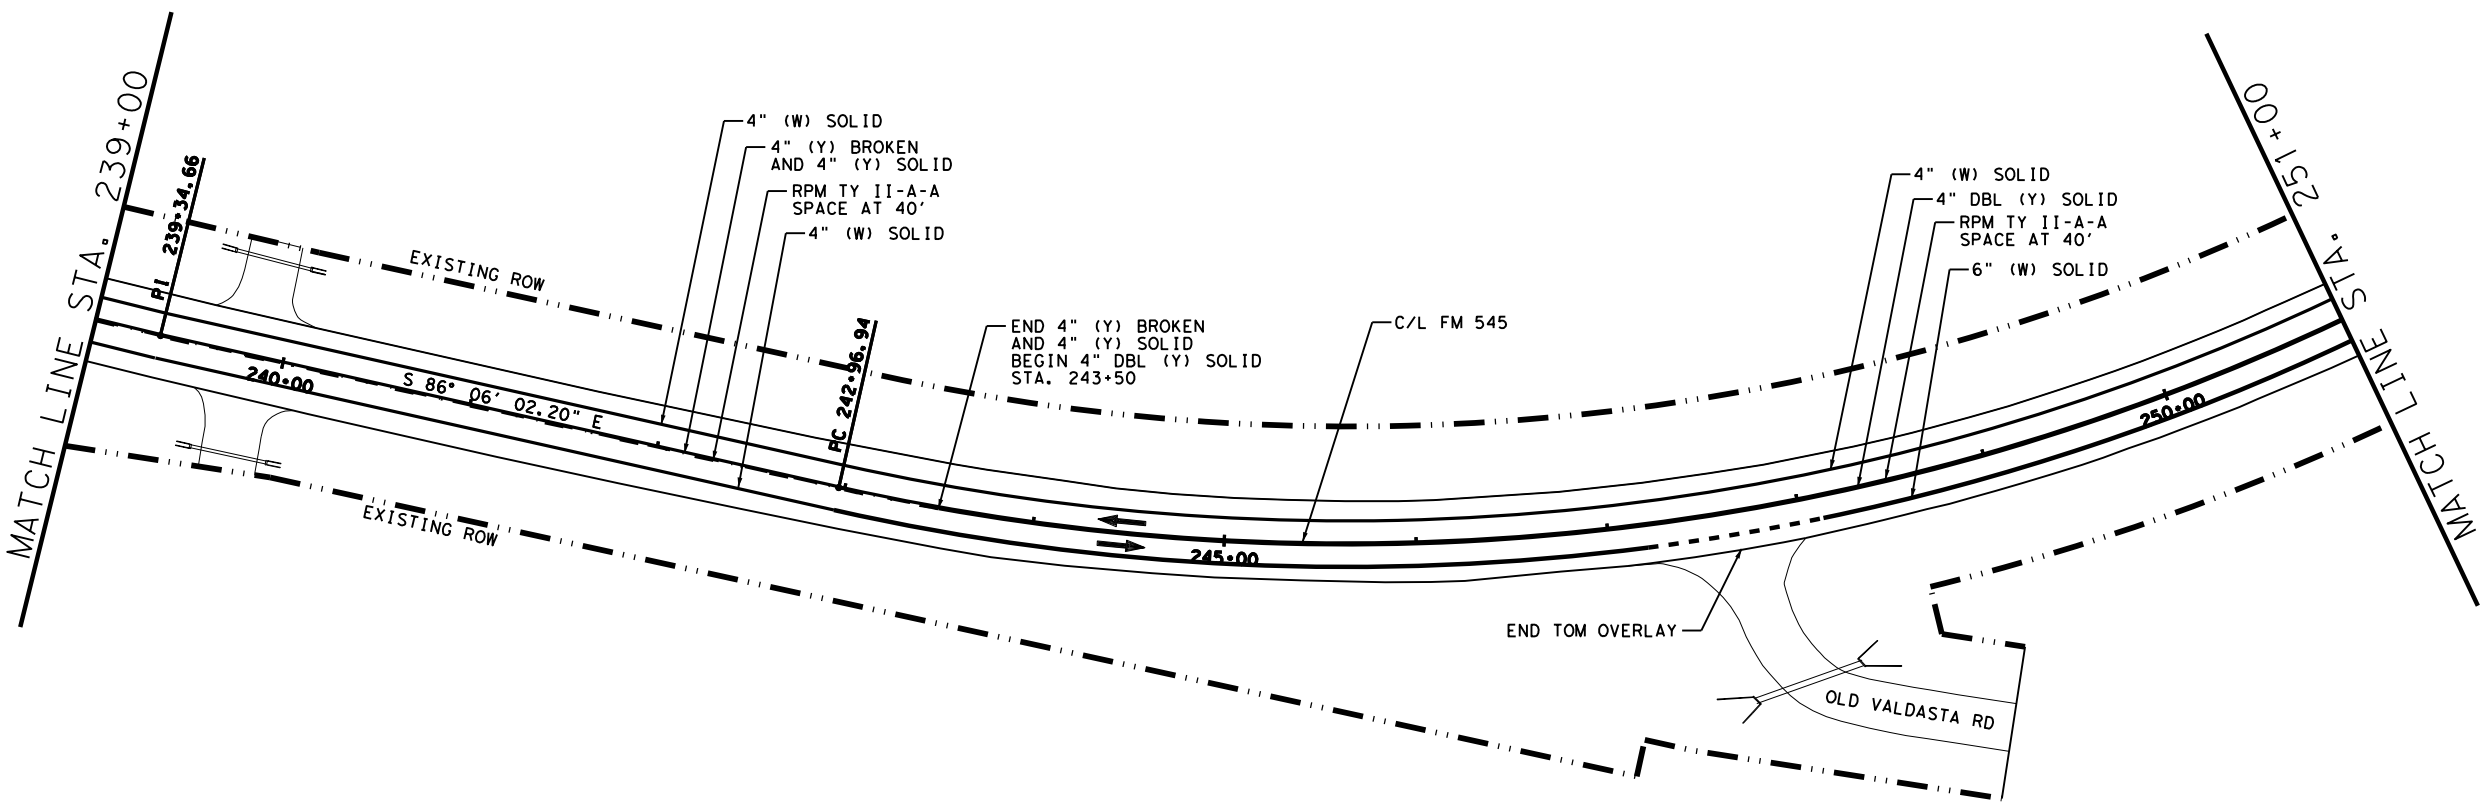 MATCH LINE STA. 239+00
PI 239+34.66
4" (W) SOLID
4" (Y) BROKEN
AND 4" (Y) SOLID
RPM TY II-A-A
SPACE AT 40'
4" (W) SOLID
EXISTING ROW
240+00
S 86° 06' 02.20" E
EXISTING ROW
PC 242+96.94
END 4" (Y) BROKEN
AND 4" (Y) SOLID
BEGIN 4" DBL (Y) SOLID
STA. 243+50
C/L FM 545
245+00
4" (W) SOLID
4" DBL (Y) SOLID
RPM TY II-A-A
SPACE AT 40'
6" (W) SOLID
250+00
END TOM OVERLAY
OLD VALDASTA RD
MATCH LINE STA. 251+00